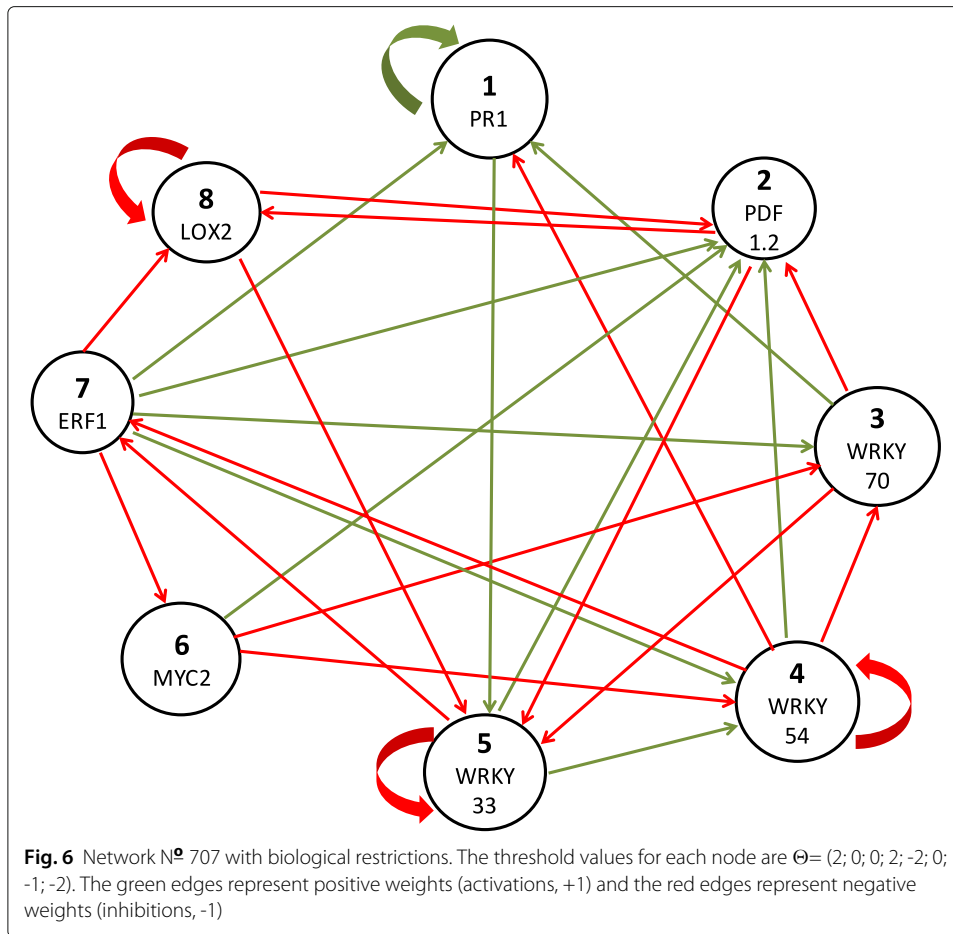 1
PR1
2
PDF
1.2
8
LOX2
7
ERF1
3
WRKY
70
6
MYC2
4
WRKY
54
5
WRKY
33
Fig. 6 Network Nº 707 with biological restrictions. The threshold values for each node are Θ= (2; 0; 0; 2; -2; 0;
-1; -2). The green edges represent positive weights (activations, +1) and the red edges represent negative
weights (inhibitions, -1)